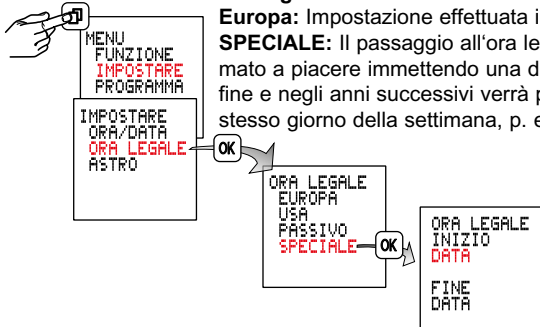 Europa: Impostazione effettuata i
SPECIALE: Il passaggio all'ora le
mato a piacere immettendo una d
fine e negli anni successivi verrà
stesso giorno della settimana, p. e
MENU
FUNZIONE
IMPOSTARE
PROGRAMMA
IMPOSTARE
ORA/DATA
ORA LEGALE
ASTRO
OK
ORA LEGALE
EUROPA
USA
PASSIVO
SPECIALE
OK
ORA LEGALE
INIZIO
DATA
FINE
DATA